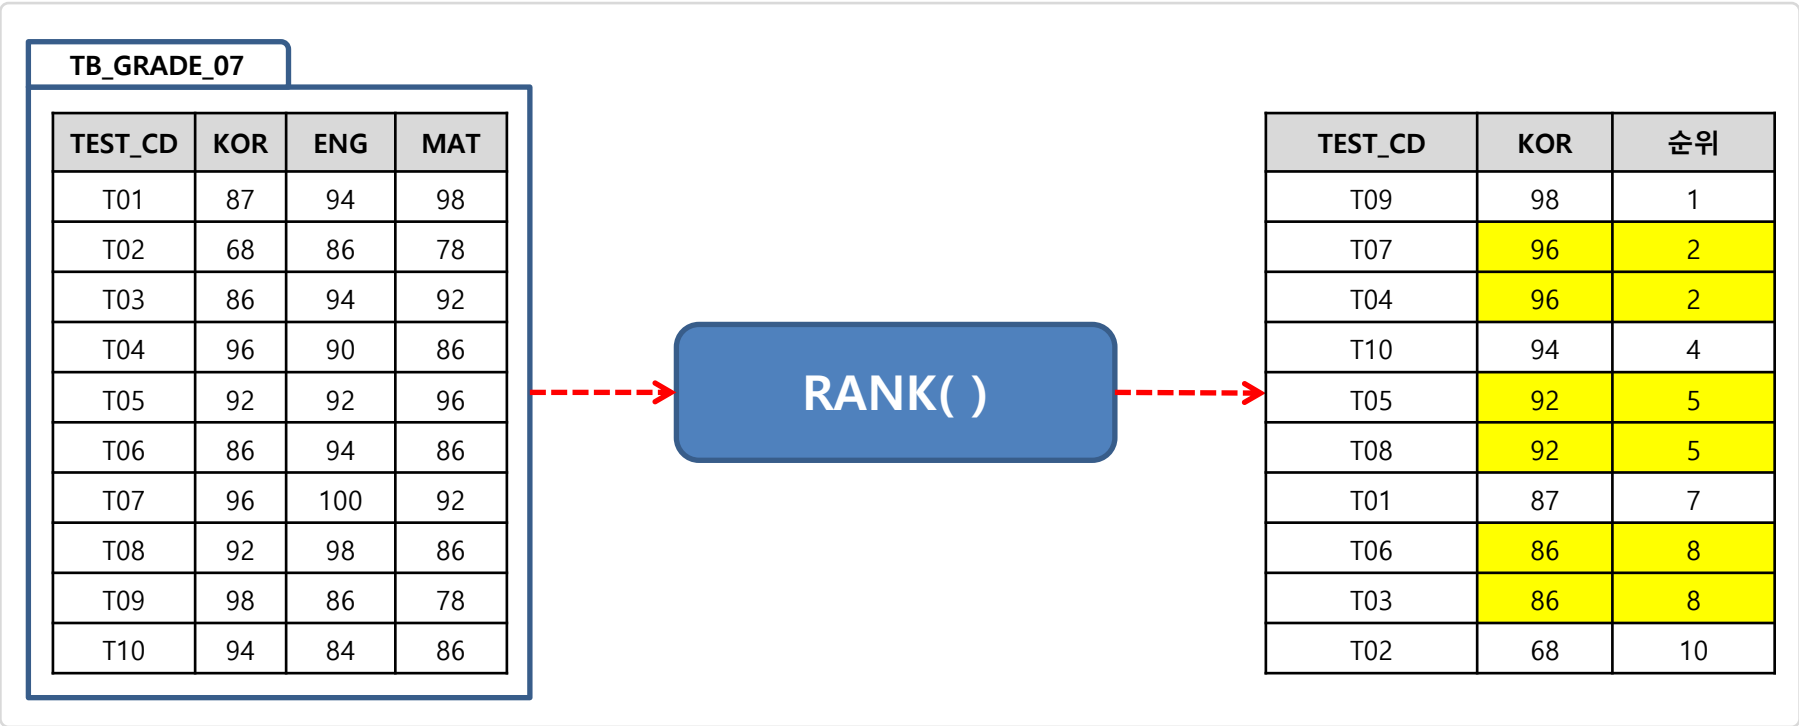 TB_GRADE_07
TEST_CD KOR ENG MAT
T01 87 94 98
T02 68 86 78
T03 86 94 92
T04 96 90 86
T05 92 92 96
T06 86 94 86
T07 96 100 92
T08 92 98 86
T09 98 86 78
T10 94 84 86
RANK( )
TEST_CD KOR 순위
T09 98 1
T07 96 2
T04 96 2
T10 94 4
T05 92 5
T08 92 5
T01 87 7
T06 86 8
T03 86 8
T02 68 10